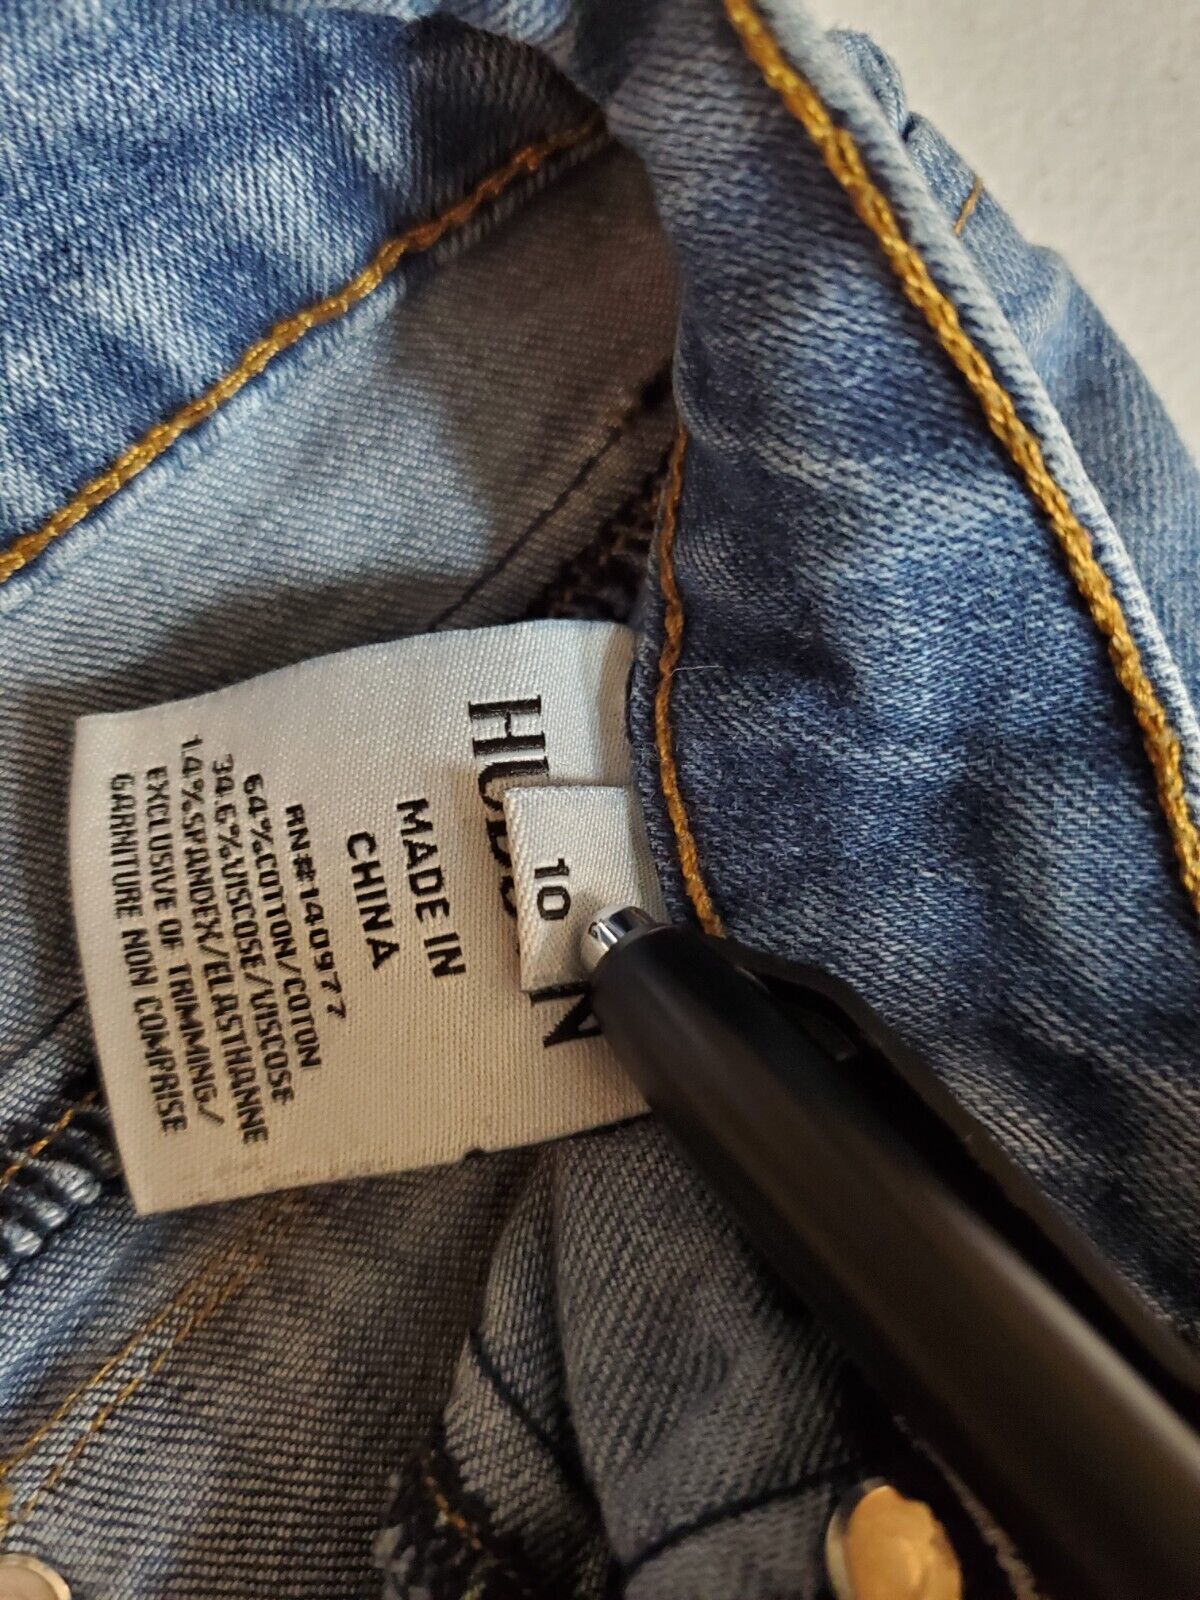 10
MADE IN
CHINA
RN#140977
64%COTTON/COTON
34.6%VISCOSE/VISCOSE
1.4%SPANDEX/ELASTHANNE
EXCLUSIVE OF TRIMMING/
GARNITURE NON COMPRISE